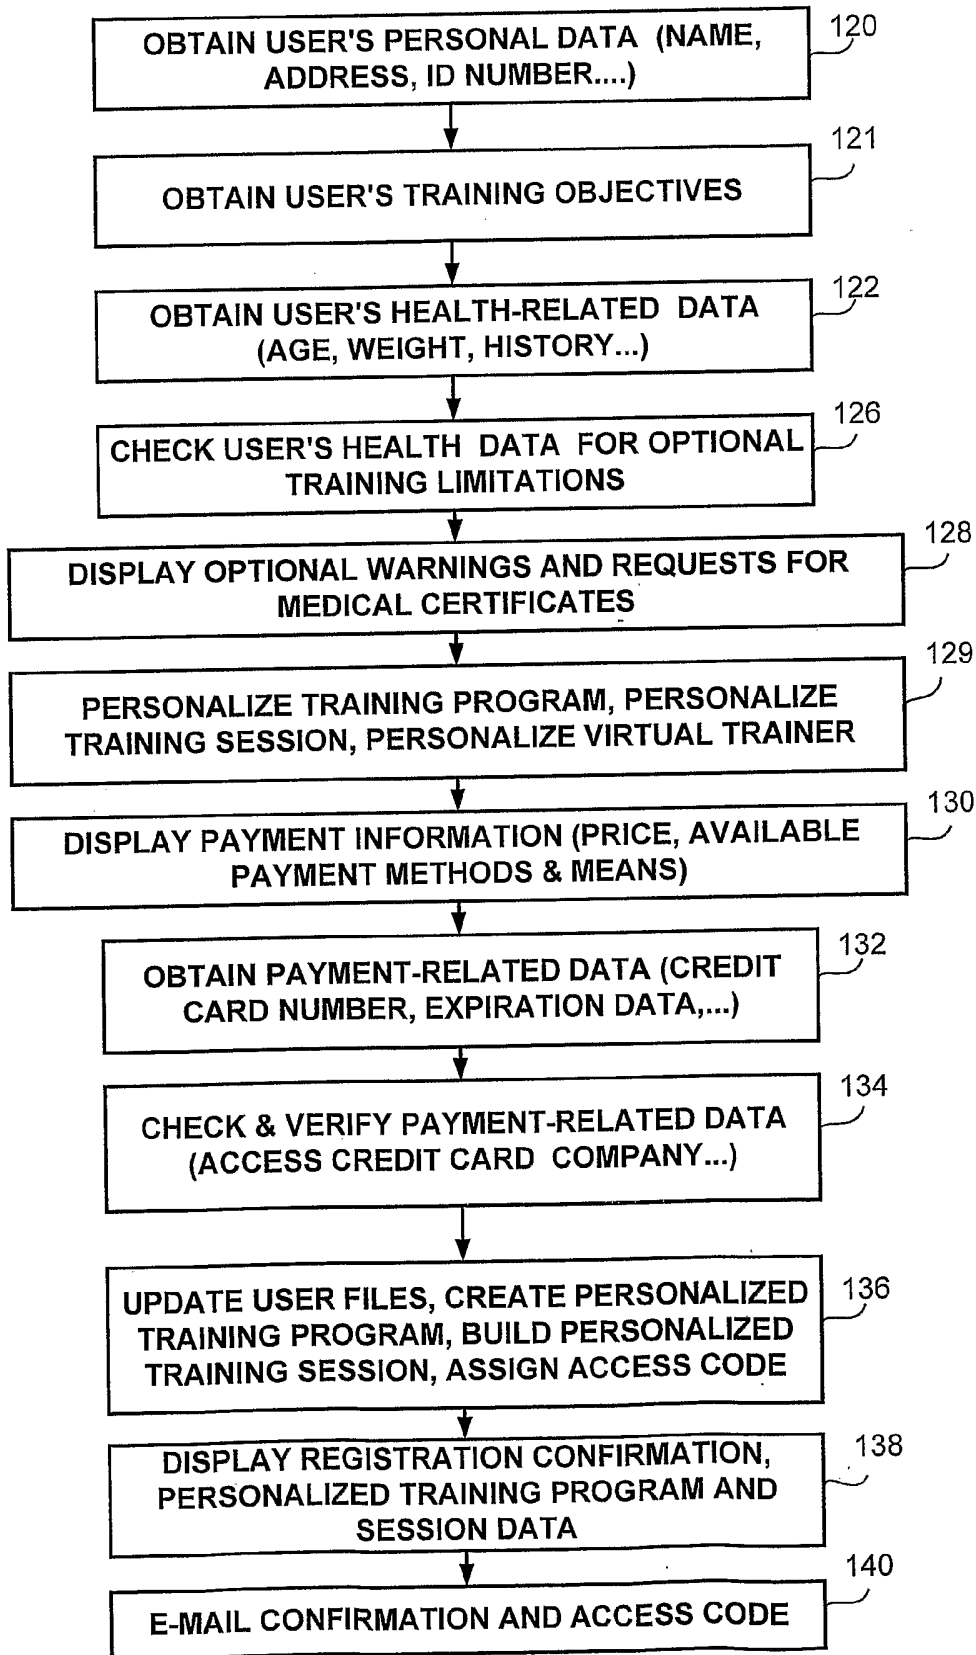 OBTAIN USER'S PERSONAL DATA (NAME,
ADDRESS, ID NUMBER....)
120
OBTAIN USER'S TRAINING OBJECTIVES
121
OBTAIN USER'S HEALTH-RELATED DATA
(AGE, WEIGHT, HISTORY...)
122
CHECK USER'S HEALTH DATA FOR OPTIONAL
TRAINING LIMITATIONS
126
DISPLAY OPTIONAL WARNINGS AND REQUESTS FOR
MEDICAL CERTIFICATES
128
PERSONALIZE TRAINING PROGRAM, PERSONALIZE
TRAINING SESSION, PERSONALIZE VIRTUAL TRAINER
129
DISPLAY PAYMENT INFORMATION (PRICE, AVAILABLE
PAYMENT METHODS & MEANS)
130
OBTAIN PAYMENT-RELATED DATA (CREDIT
CARD NUMBER, EXPIRATION DATA,...)
132
CHECK & VERIFY PAYMENT-RELATED DATA
(ACCESS CREDIT CARD COMPANY...)
134
UPDATE USER FILES, CREATE PERSONALIZED
TRAINING PROGRAM, BUILD PERSONALIZED
TRAINING SESSION, ASSIGN ACCESS CODE
136
DISPLAY REGISTRATION CONFIRMATION,
PERSONALIZED TRAINING PROGRAM AND
SESSION DATA
138
E-MAIL CONFIRMATION AND ACCESS CODE
140